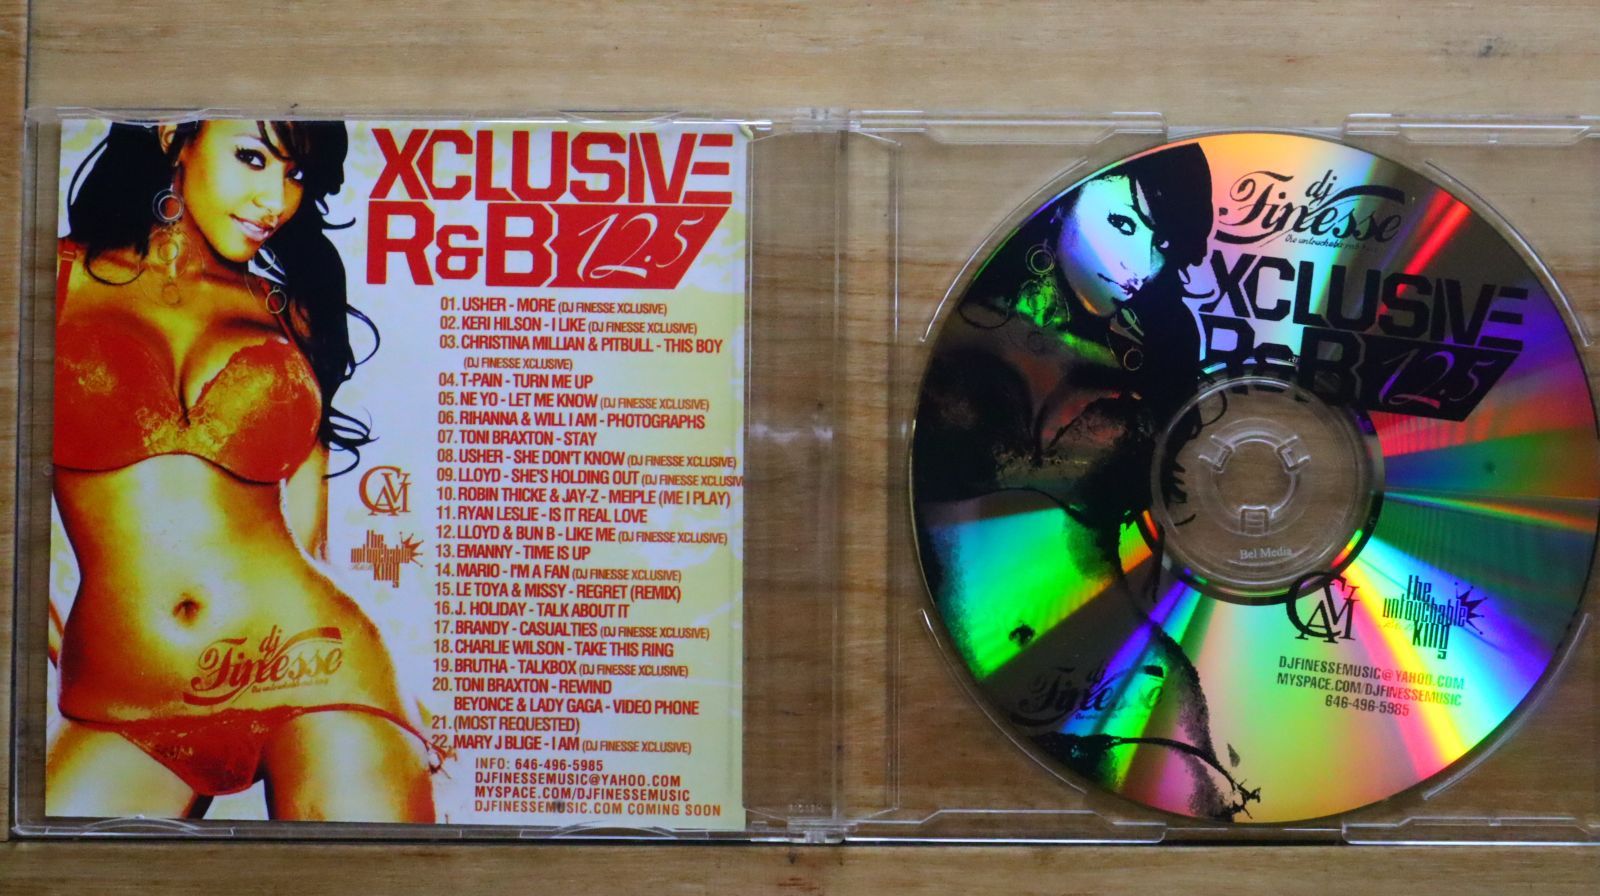 XCLUSIVE
R&B 12.5
01. USHER - MORE (DJ FINESSE XCLUSIVE)
02. KERI HILSON - I LIKE (DJ FINESSE XCLUSIVE)
03. CHRISTINA MILLIAN & PITBULL - THIS BOY
(DJ FINESSE XCLUSIVE)
04. T-PAIN - TURN ME UP
05. NE YO - LET ME KNOW (DJ FINESSE XCLUSIVE)
06. RIHANNA & WILL I AM - PHOTOGRAPHS
07. TONI BRAXTON - STAY
08. USHER - SHE DON'T KNOW (DJ FINESSE XCLUSIVE)
09. LLOYD - SHE'S HOLDING OUT (DJ FINESSE XCLUSIV
10. ROBIN THICKE & JAY-Z - MEIPLE (ME I PLAY)
11. RYAN LESLIE - IS IT REAL LOVE
12. LLOYD & BUN B - LIKE ME (DJ FINESSE XCLUSIVE)
13. EMANNY - TIME IS UP
14. MARIO - I'M A FAN (DJ FINESSE XCLUSIVE)
15. LE TOYA & MISSY - REGRET (REMIX)
16. J. HOLIDAY - TALK ABOUT IT
17. BRANDY - CASUALTIES (DJ FINESSE XCLUSIVE)
18. CHARLIE WILSON - TAKE THIS RING
19. BRUTHA - TALKBOX (DJ FINESSE XCLUSIVE)
20. TONI BRAXTON - REWIND
BEYONCE & LADY GAGA - VIDEO PHONE
21. (MOST REQUESTED)
22. MARY J BLIGE - I AM (DJ FINESSE XCLUSIVE)
INFO: 646-496-5985
DJFINESSEMUSIC@YAHOO.COM
MYSPACE.COM/DJFINESSEMUSIC
DJFINESSEMUSIC.COM COMING SOON
the
untouchable
King
dj
Finesse
the untouchable king
dj
Finesse
XCLUSIVE
R&B 12.5
Bel Media
the
untouchable
King
DJFINESSEMUSIC@YAHOO.COM
MYSPACE.COM/DJFINESSEMUSIC
646-496-5985
dj
Finesse